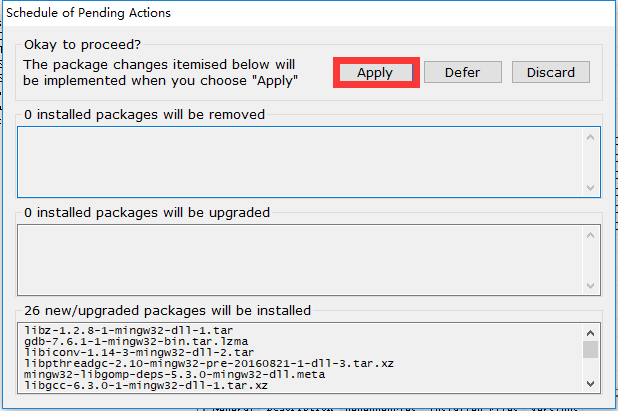 Schedule of Pending Actions
Okay to proceed?
The package changes itemised below will
be implemented when you choose "Apply"
Apply
Defer
Discard
0 installed packages will be removed
0 installed packages will be upgraded
26 new/upgraded packages will be installed
libz-1.2.8-1-mingw32-dll-1.tar
gdb-7.6.1-1-mingw32-bin.tar.lzma
libiconv-1.14-3-mingw32-dll-2.tar
libpthreadgc-2.10-mingw32-pre-20160821-1-dll-3.tar.xz
mingw32-libgomp-deps-5.3.0-mingw32-dll.meta
libgcc-6.3.0-1-mingw32-dll-1.tar.xz